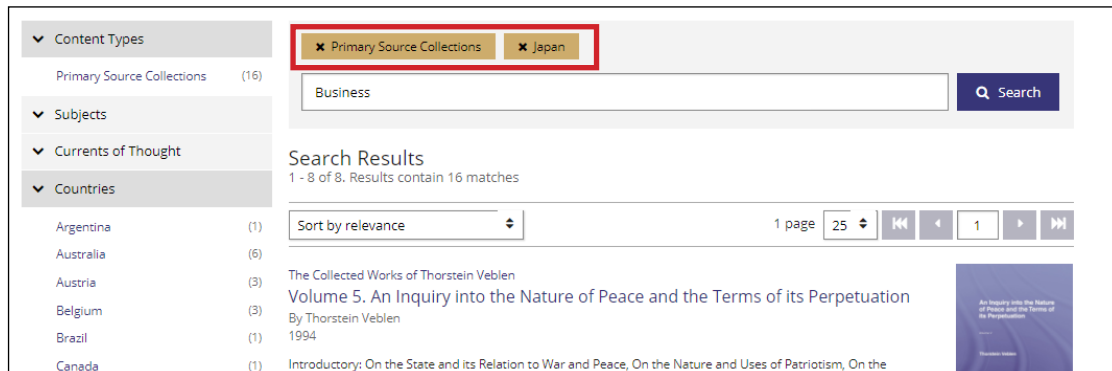 Content Types
Primary Source Collections (16)
Subjects
Currents of Thought
Countries
Argentina (1)
Australia (6)
Austria (3)
Belgium (3)
Brazil (1)
Canada (1)
× Primary Source Collections × Japan
Business
Search
Search Results
1 - 8 of 8. Results contain 16 matches
Sort by relevance
1 page 25 1
The Collected Works of Thorstein Veblen
Volume 5. An Inquiry into the Nature of Peace and the Terms of its Perpetuation
By Thorstein Veblen
1994
Introductory: On the State and its Relation to War and Peace, On the Nature and Uses of Patriotism, On the
An Inquiry into the Nature
of Peace and the Terms of
its Perpetuation
Thorstein Veblen